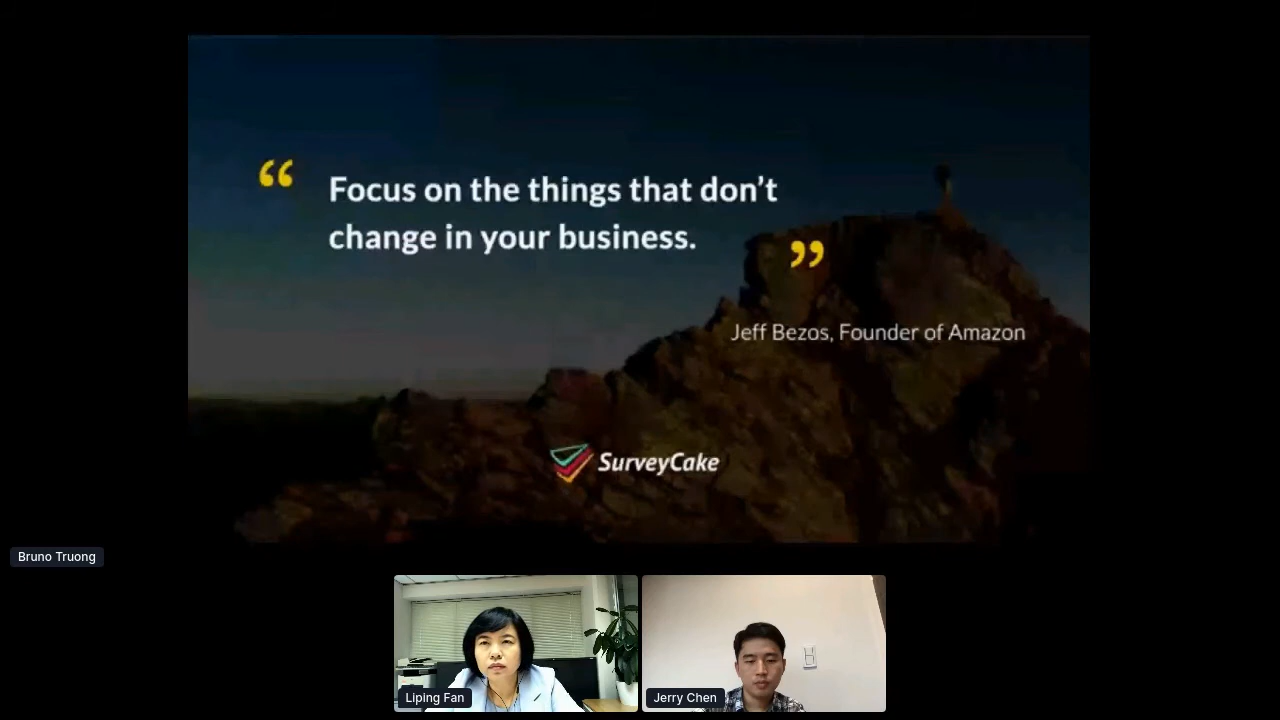 “
Focus on the things that don’t
change in your business.
”
Jeff Bezos, Founder of Amazon
SurveyCake
Bruno Truong
Liping Fan
Jerry Chen